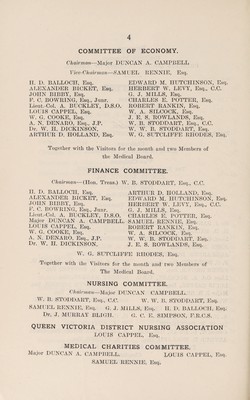 4
COMMITTEE OF ECONOMY.
Chairman—Major DUNCAN A. CAMPBELL
Vice-Chairman—SAMUEL RENNIE, Esq.
H. D. BALLOCH, Esq.
ALEXANDER BICKET, Esq.
JOHN BIBBY, Esq.
F. C. BOWRING, Esq., Junr.
Lieut.-Col. A. BUCKLEY, D.S.O.
LOUIS CAPPEL, Esq.
W. G. COOKE, Esq.
A. N. DENARO, Esq., J.P.
Dr. W. H. DICKINSON.
ARTHUR D. HOLLAND, Esq.
EDWARD M. HUTCHINSON, Esq.
HERBERT W. LEVY, Esq., C.C.
G. J. MILLS, Esq.
CHARLES E. POTTER, Esq.
ROBERT RANKIN, Esq.
W. A. SILCOCK, Esq.
J. E. S. ROWLANDS, Esq.
W. B. STODDART, Esq., C.C.
W. W. B. STODDART, Esq.
W. G. SUTCLIFFE RHODES, Esq.
Together with the Visitors for the month and two Members of
the Medical Board.
FINANCE COMMITTEE.
Chairman—(Hon. Treas.) W. B. STODDART, Esq., C.C.
H. D. BALLOCH, Esq.
ALEXANDER BICKET, Esq.
JOHN BIBBY, Esq.
F. C. BOWRING, Esq., Junr.
Lieut.-Col. A. BUCKLEY, D.S.O.
Major DUNCAN A. CAMPBELL.
LOUIS CAPPEL, Esq.
W. G. COOKE, Esq.
A. N. DENARO, Esq., J.P.
Dr. W. H. DICKINSON.
ARTHUR D. HOLLAND, Esq.
EDWARD M. HUTCHINSON, Esq.
HERBERT W. LEVY, Esq., C.C.
G. J. MILLS, Esq.
CHARLES E. POTTER, Esq.
SAMUEL RENNIE, Esq.
ROBERT RANKIN, Esq.
W. A. SILCOCK, Esq.
W. W. B. STODDART, Esq.
J. E. S. ROWLANDS, Esq.
W. G. SUTCLIFFE RHODES, Esq.
Together with the Visitors for the month and two Members of
The Medical Board.
NURSING COMMITTEE.
Chairman—Major DUNCAN CAMPBELL.
W. B. STODDART, Esq., C.C. W. W. B. STODDART, Esq.
SAMUEL RENNIE, Esq. G. J. MILLS, Esq. H. D. BALLOCH, Esq.
Dr. J. MURRAY BLIGH. G. C. E. SIMPSON, F.R.C.S.
QUEEN VICTORIA DISTRICT NURSING ASSOCIATION
LOUIS CAPPEL, Esq.
MEDICAL CHARITIES COMMITTEE.
Major DUNCAN A. CAMPBELL. LOUIS CAPPEL, Esq.
SAMUEL RENNIE, Esq.